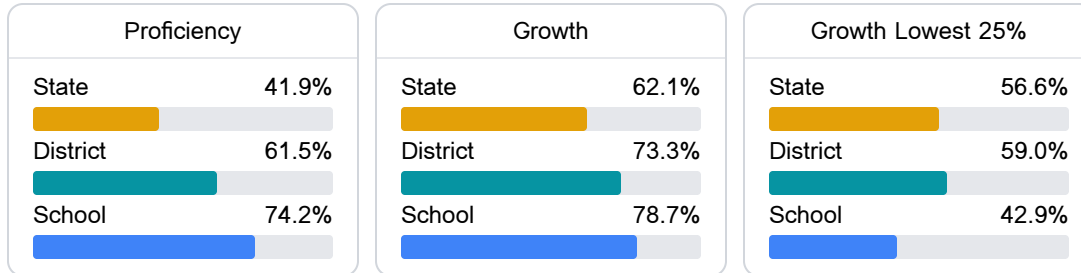 Proficiency
State 41.9%
District 61.5%
School 74.2%
Growth
State 62.1%
District 73.3%
School 78.7%
Growth Lowest 25%
State 56.6%
District 59.0%
School 42.9%